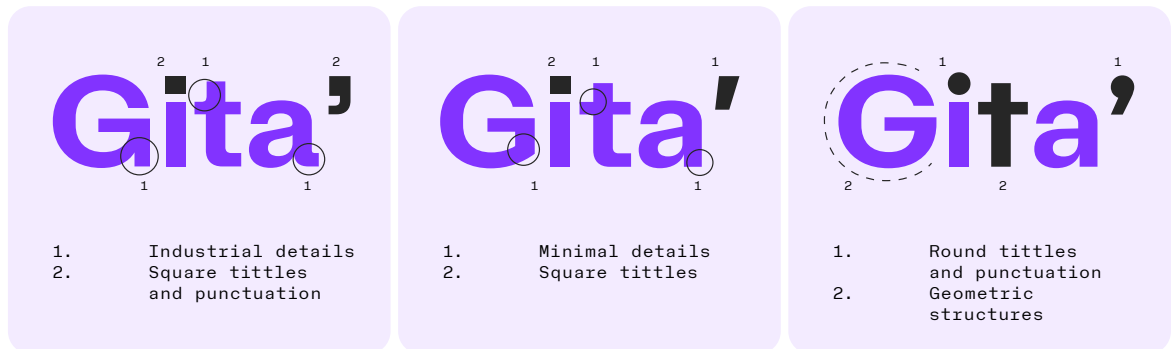 2 1 2
Gita’
1 1
1. Industrial details
2. Square tittles
and punctuation
2 1 1
Gita’
1 1
1. Minimal details
2. Square tittles
1 1
Gita’
2 2
1. Round tittles
and punctuation
2. Geometric
structures